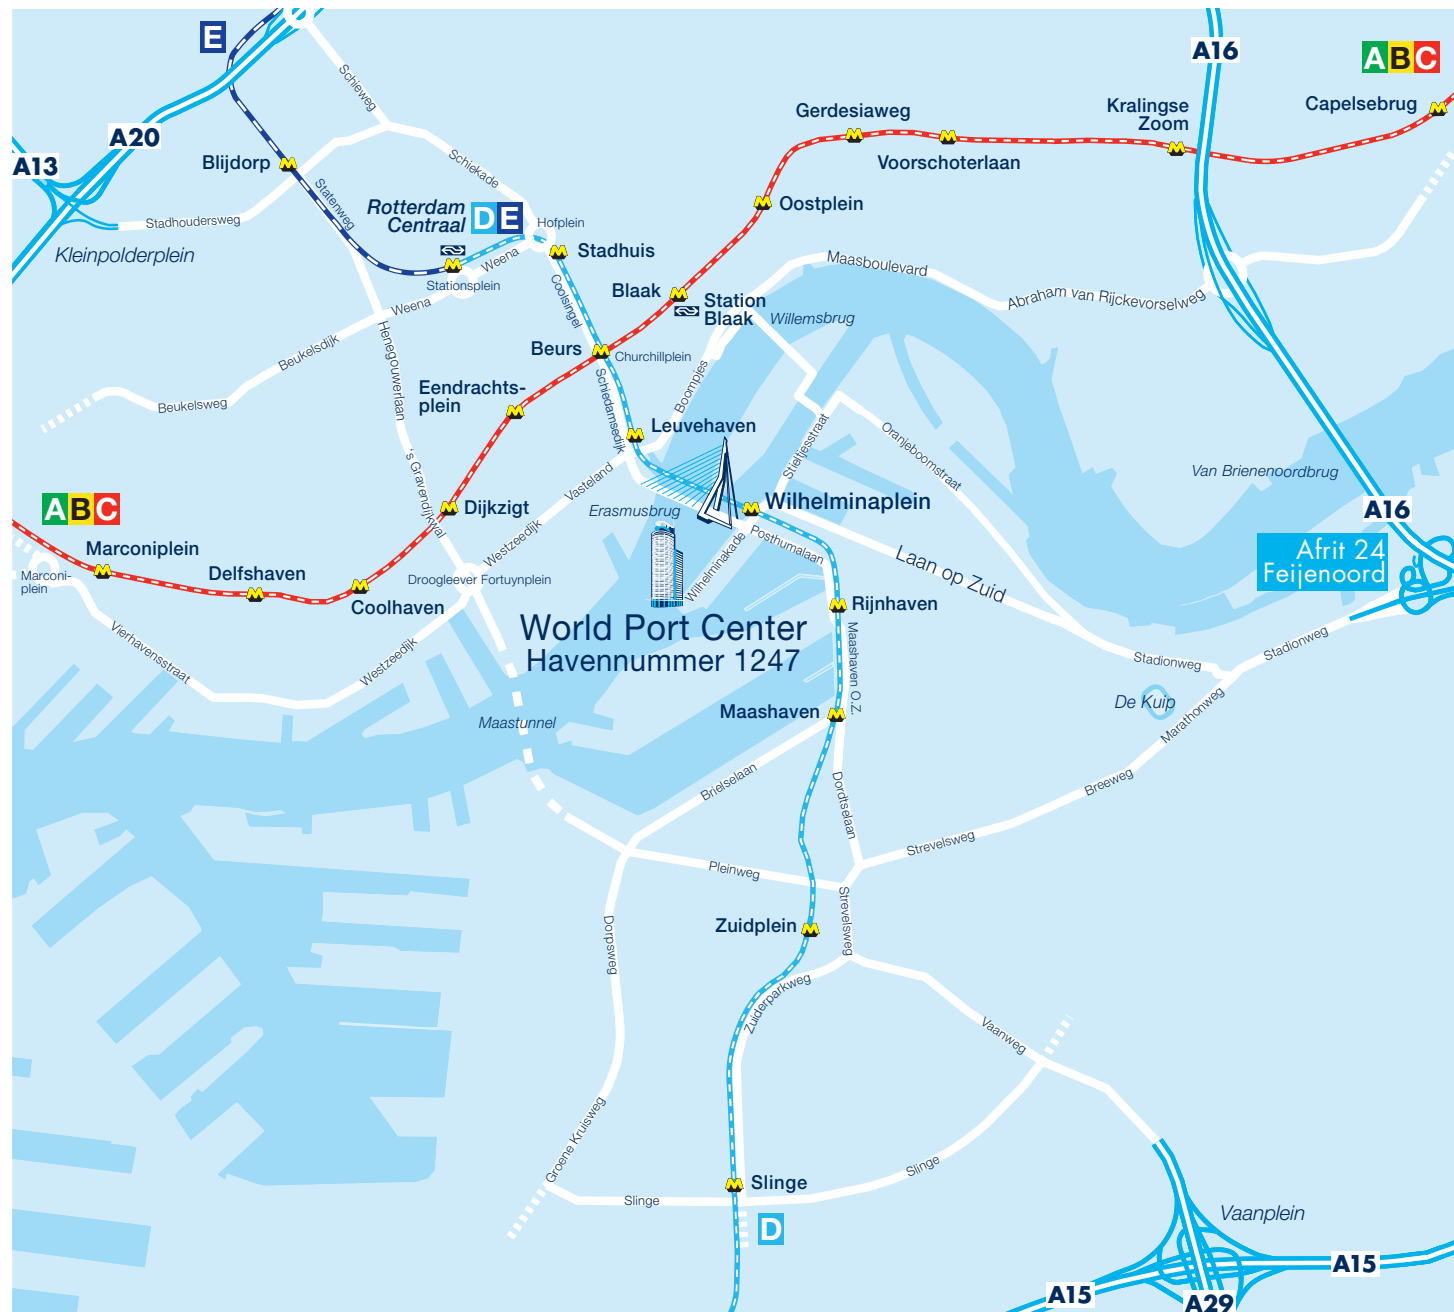 E
A16
A B C
Schieweg
Gerdesiaweg
Kralingse
Zoom
Capelsebrug
A20
A13
Blijdorp
Schiekade
Voorschoterlaan
Statenweg
Rotterdam
Centraal
D E
Oostplein
Stadhoudersweg
Hofplein
Kleinpolderplein
Stadhuis
Weena
Maasboulevard
Stationsplein
Coolsingel
Blaak
Station
Blaak
Abraham van Rijckevorselweg
Weena
Willemsbrug
Henegouwerlaan
Beukelsdijk
Beurs
Churchillplein
Eendrachts-
plein
Schiedamsedijk
Boompjes
Beukelsweg
Leuvehaven
Stieltjesstraat
Oranjeboomstraat
's Gravendijkwal
Vasteland
Van Brienenoordbrug
A B C
Dijkzigt
Erasmusbrug
Wilhelminaplein
A16
Marconiplein
Westzeedijk
Posthumalaan
Afrit 24
Feijenoord
Laan op Zuid
Marconi-
plein
Delfshaven
Droogleever Fortuynplein
Wilhelminakade
Coolhaven
Rijnhaven
World Port Center
Havennummer 1247
Vierhavensstraat
Westzeedijk
Maashaven O.Z.
Stadionweg
Stadionweg
Maastunnel
Maashaven
De Kuip
Marathonweg
Brielselaan
Dordtselaan
Breeweg
Strevelsweg
Pleinweg
Dorpsweg
Zuidplein
Strevelsweg
Zuiderparkweg
Vaanweg
Groene Kruisweg
Slinge
Slinge
Slinge
D
Vaanplein
A15
A15
A29